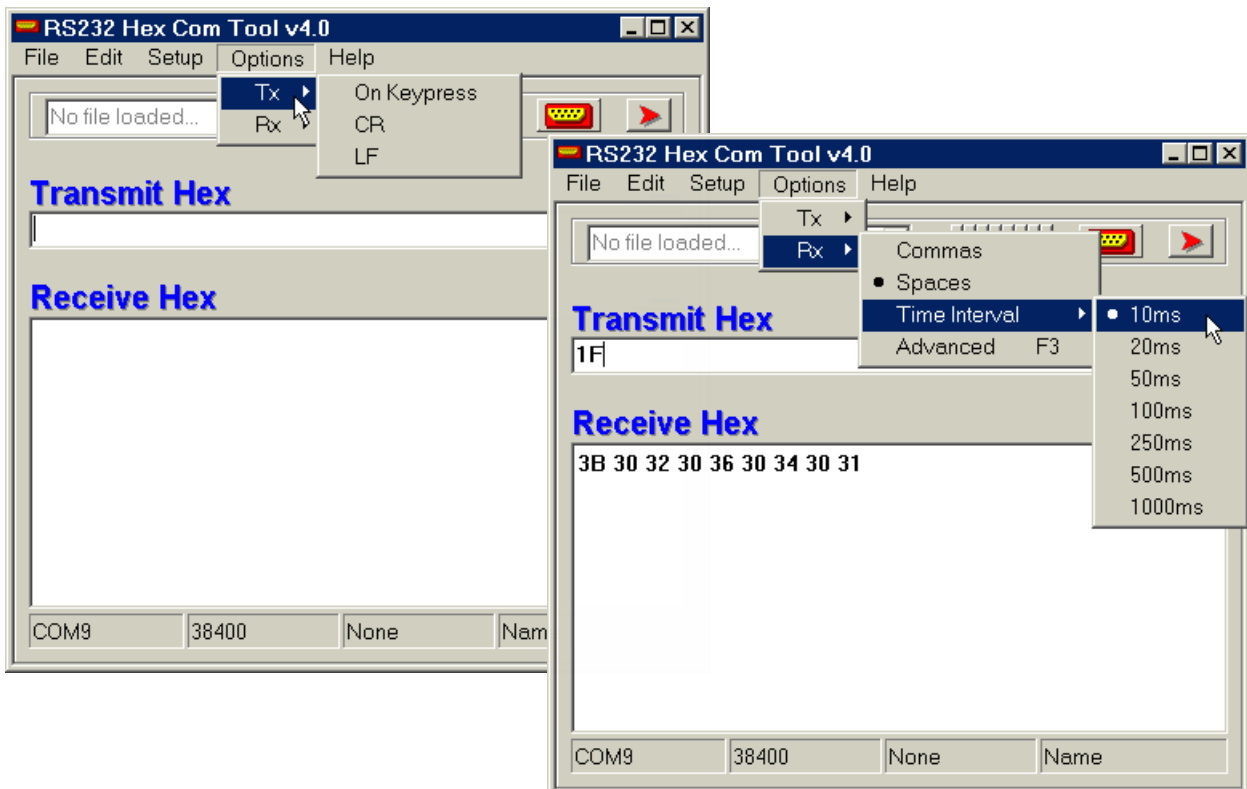 RS232 Hex Com Tool v4.0
File Edit Setup Options Help
No file loaded...
Tx
Rx
On Keypress
CR
LF
Transmit Hex
Receive Hex
COM9 38400 None Nam
RS232 Hex Com Tool v4.0
File Edit Setup Options Help
No file loaded...
Tx
Rx
Commas
Spaces
Time Interval
Advanced F3
10ms
20ms
50ms
100ms
250ms
500ms
1000ms
Transmit Hex
1F
Receive Hex
3B 30 32 30 36 30 34 30 31
COM9 38400 None Name